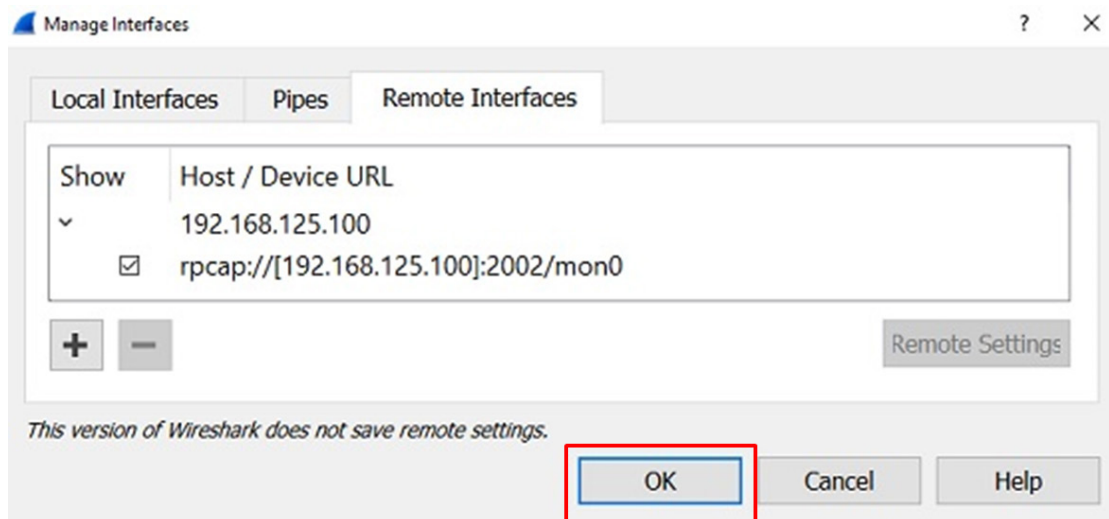 Manage Interfaces ? ×
Local Interfaces Pipes Remote Interfaces
Show Host / Device URL
192.168.125.100
rpcap://[192.168.125.100]:2002/mon0
+ − Remote Settings
This version of Wireshark does not save remote settings.
OK Cancel Help